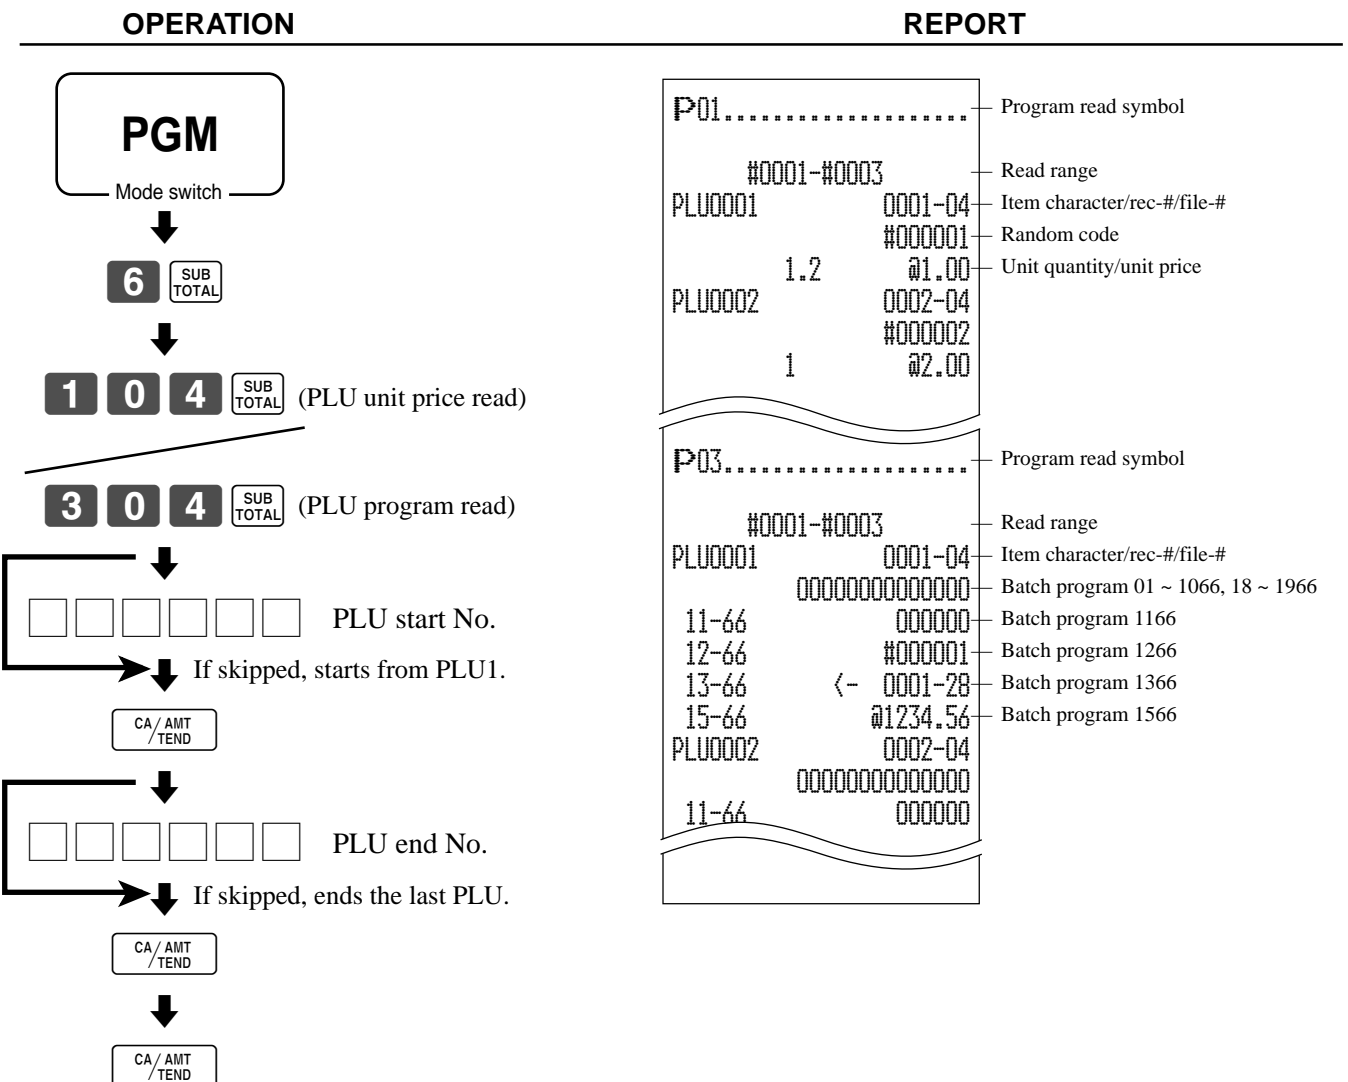 OPERATION
REPORT
PGM
Mode switch
6 SUB TOTAL
1 0 4 SUB TOTAL (PLU unit price read)
3 0 4 SUB TOTAL (PLU program read)
PLU start No.
If skipped, starts from PLU1.
CA/AMT/TEND
PLU end No.
If skipped, ends the last PLU.
CA/AMT/TEND
CA/AMT/TEND
P01.................... Program read symbol
#0001-#0003 Read range
PLU0001 0001-04 Item character/rec-#/file-#
#000001 Random code
1.2 @1.00 Unit quantity/unit price
PLU0002 0002-04
#000002
1 @2.00
P03.................... Program read symbol
#0001-#0003 Read range
PLU0001 0001-04 Item character/rec-#/file-#
00000000000000 Batch program 01 ~ 1066, 18 ~ 1966
11-66 000000 Batch program 1166
12-66 #000001 Batch program 1266
13-66 <- 0001-28 Batch program 1366
15-66 @1234.56 Batch program 1566
PLU0002 0002-04
00000000000000
11-66 000000